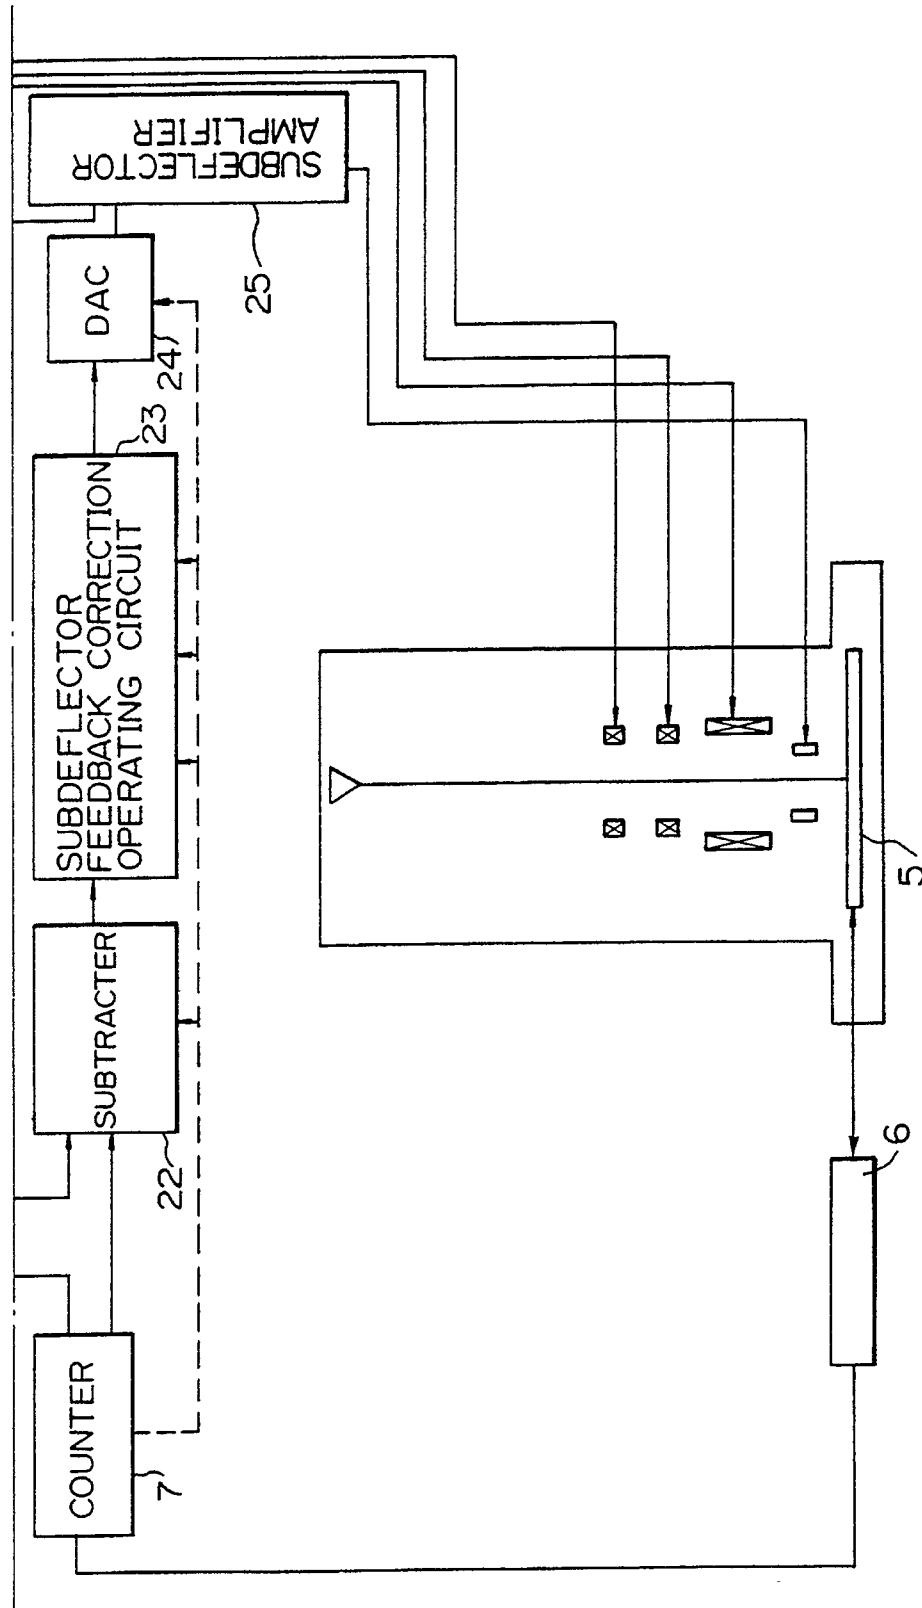 COUNTER
7
SUBTRACTER
22
SUBDEFLECTOR
FEEDBACK CORRECTION
OPERATING CIRCUIT
23
DAC
24
SUBDEFLECTOR
AMPLIFIER
25
5
6